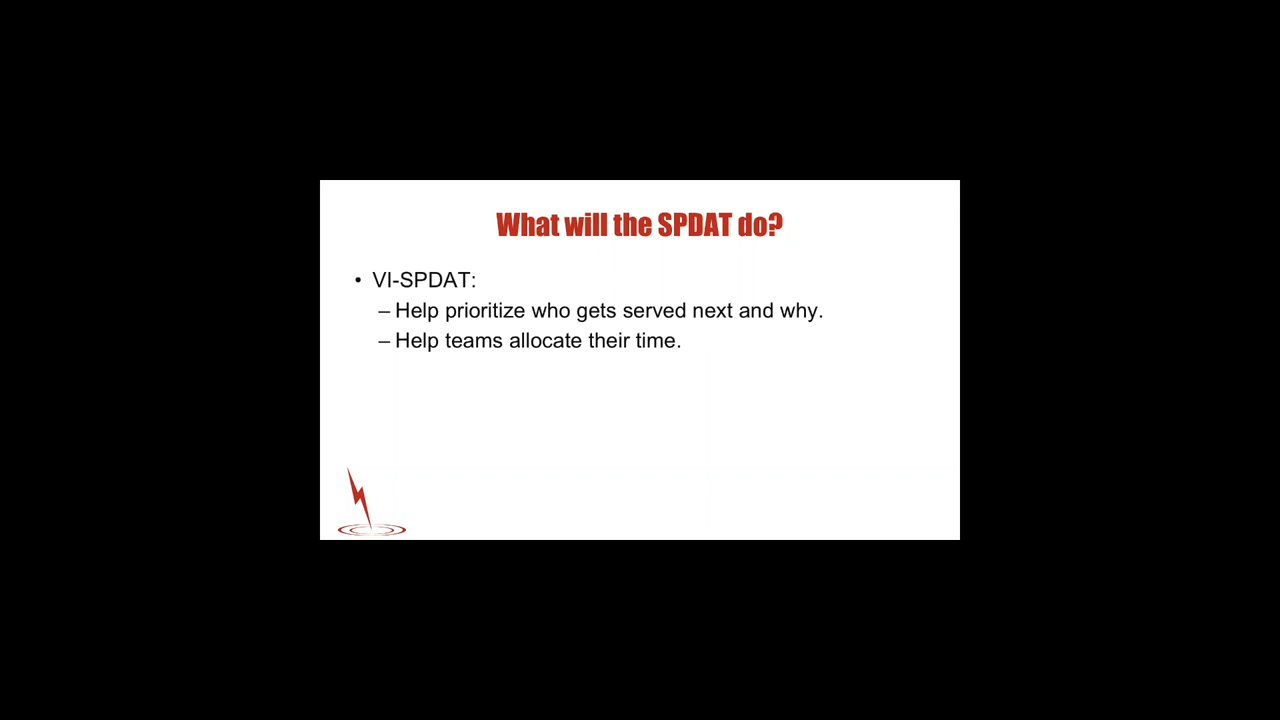 What will the SPDAT do?
• VI-SPDAT:
– Help prioritize who gets served next and why.
– Help teams allocate their time.